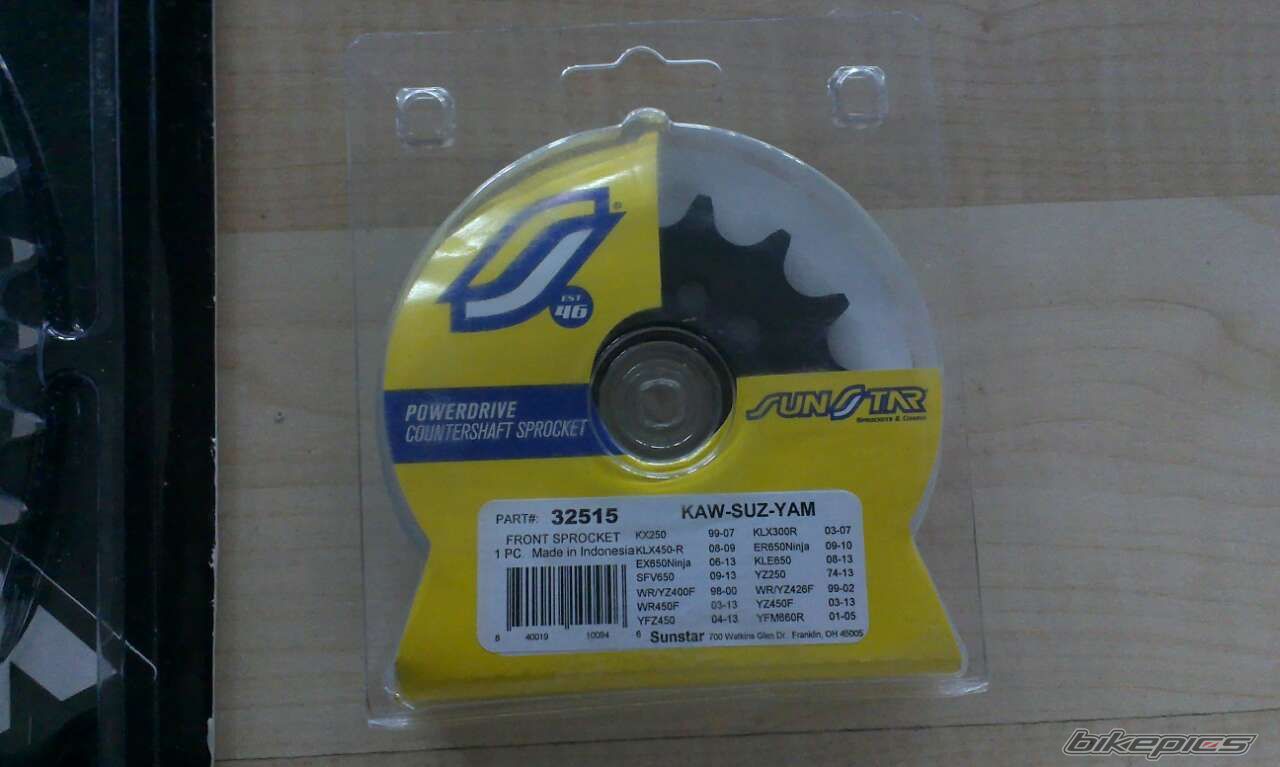 ®
EST
46
POWERDRIVE
COUNTERSHAFT SPROCKET
SUNSTAR
SPROCKETS & CHAINS
PART#: 32515 KAW-SUZ-YAM
FRONT SPROCKET KX250 99-07 KLX300R 03-07
1 PC Made in Indonesia KLX450-R 08-09 ER650Ninja 09-10
EX650Ninja 06-13 KLE650 08-13
SFV650 09-13 YZ250 74-13
WR/YZ400F 98-00 WR/YZ426F 99-02
WR450F 03-13 YZ450F 03-13
YFZ450 04-13 YFM660R 01-05
8 40019 10094 6 Sunstar 700 Watkins Glen Dr. Franklin, OH 45005
bikepics